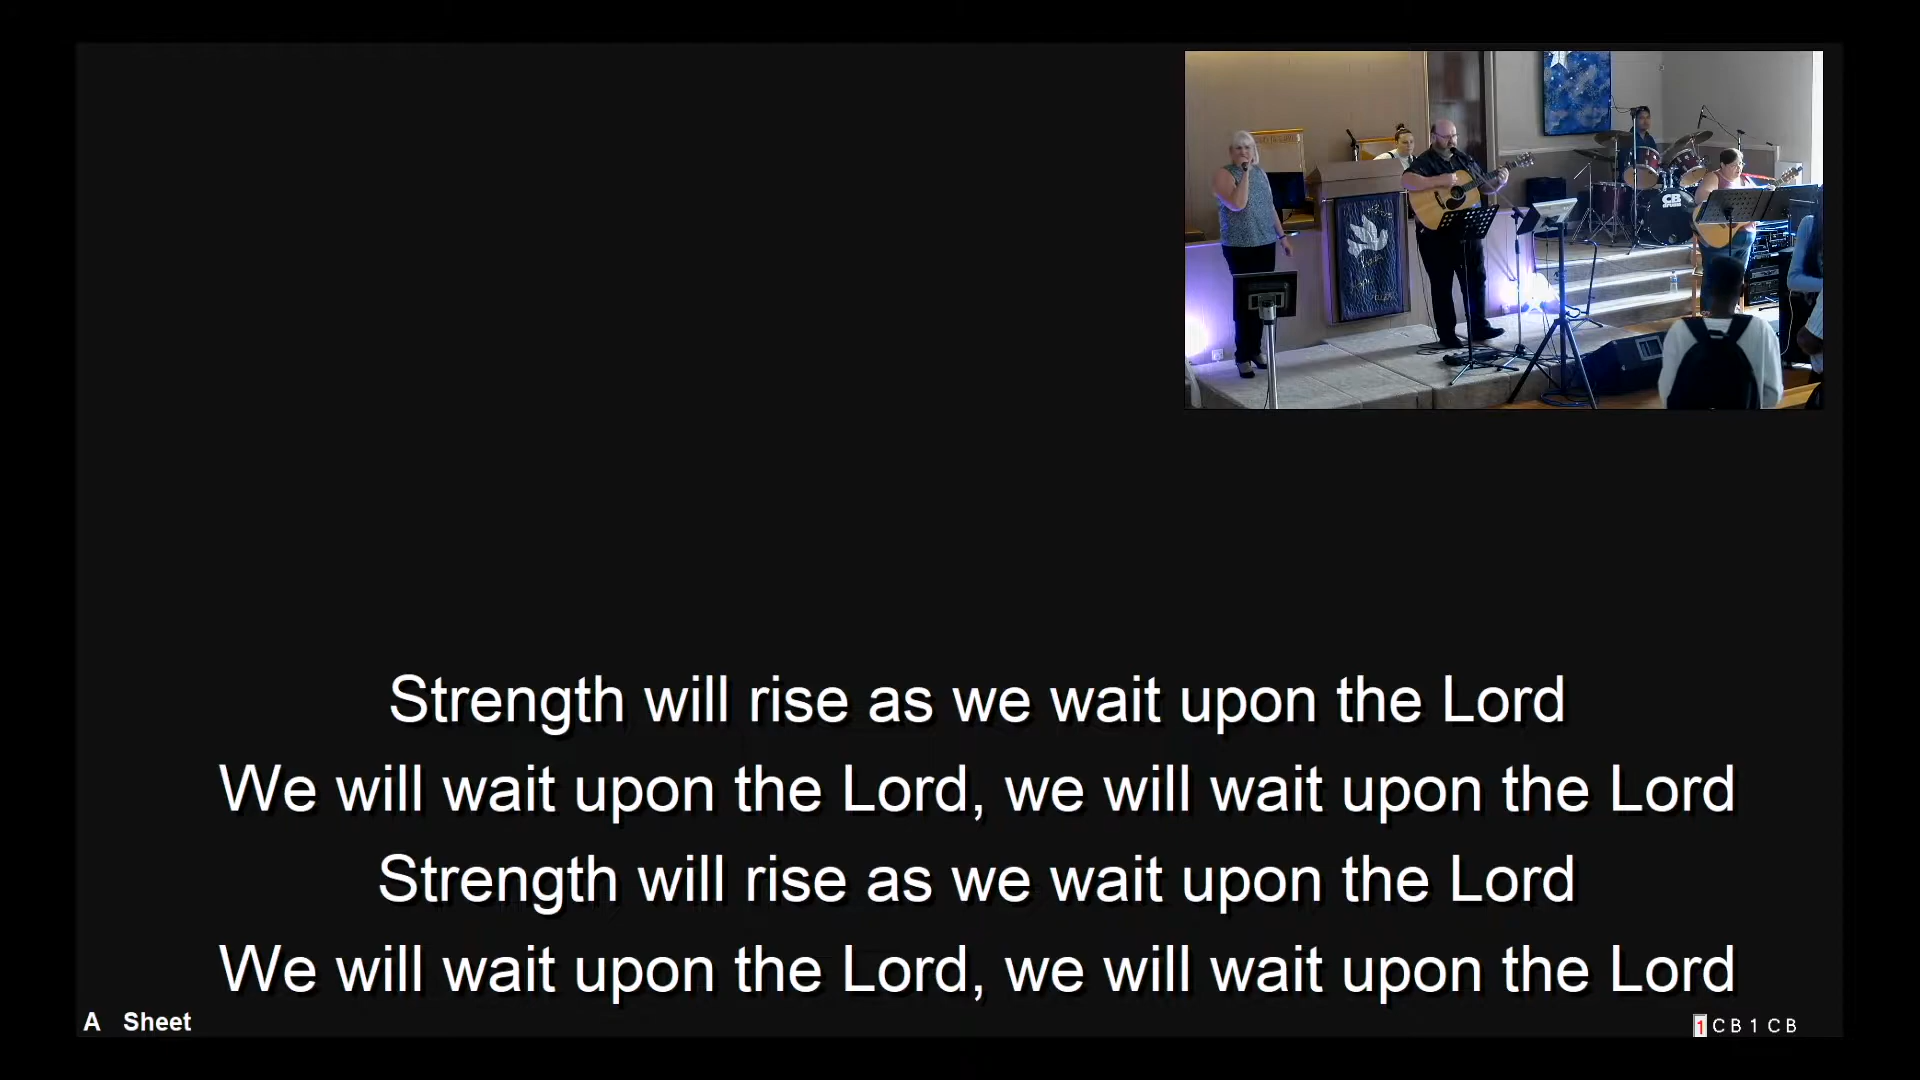 CB
drums
Strength will rise as we wait upon the Lord
We will wait upon the Lord, we will wait upon the Lord
Strength will rise as we wait upon the Lord
We will wait upon the Lord, we will wait upon the Lord
A Sheet
1 C B 1 C B